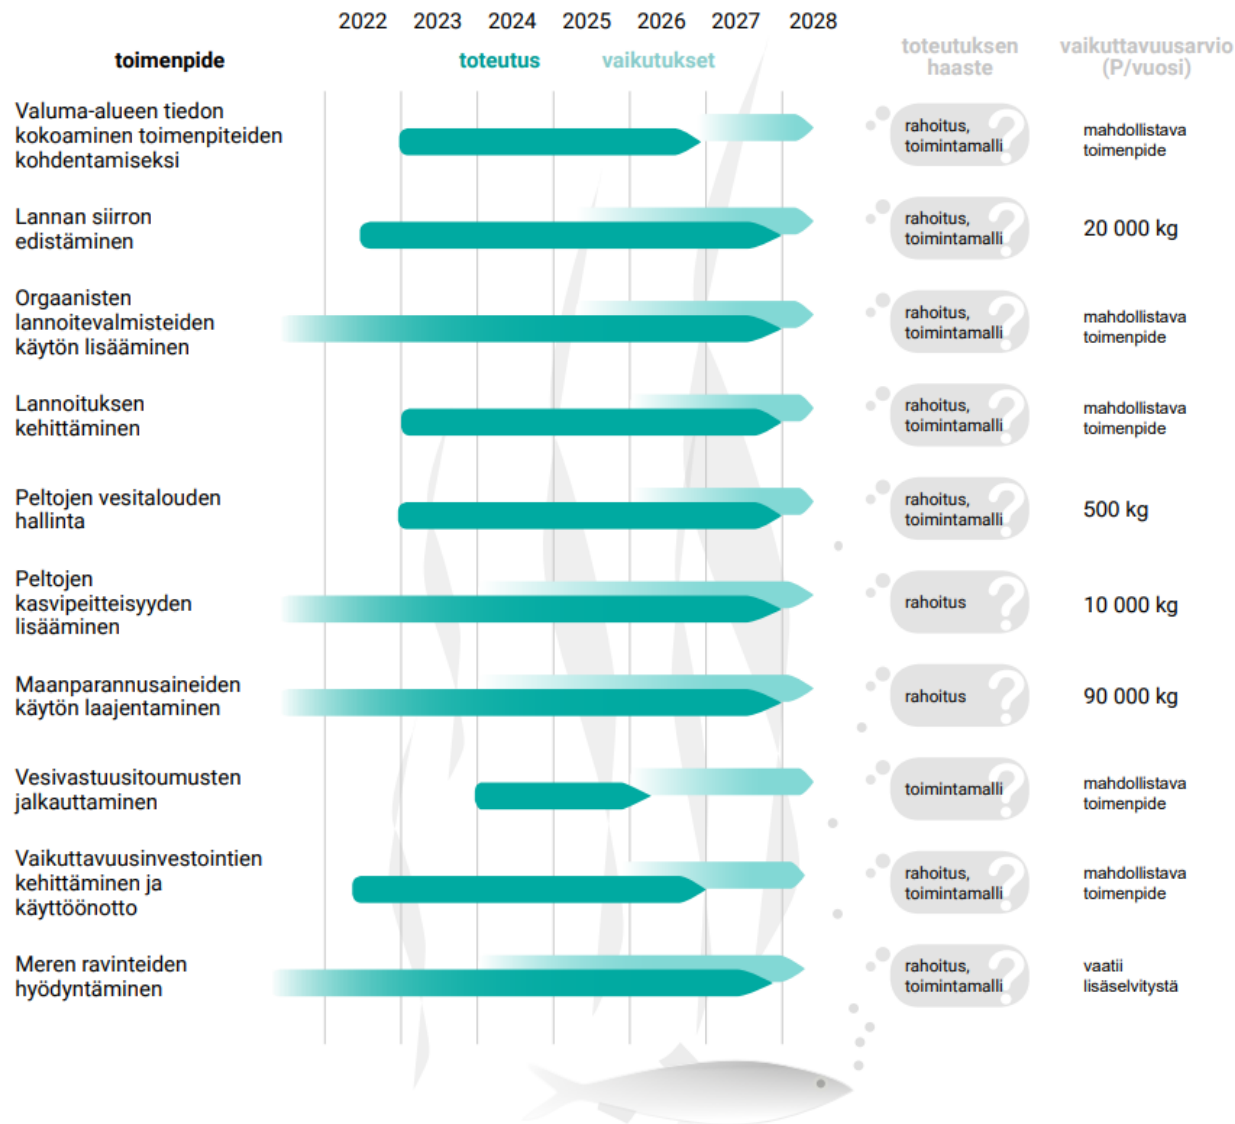 2022 2023 2024 2025 2026 2027 2028
toimenpide toteutus vaikutukset toteutuksen haaste vaikuttavuusarvio (P/vuosi)
Valuma-alueen tiedon
kokoaminen toimenpiteiden
kohdentamiseksi
rahoitus,
toimintamalli
?
mahdollistava
toimenpide
Lannan siirron
edistäminen
rahoitus,
toimintamalli
?
20 000 kg
Orgaanisten
lannoitevalmisteiden
käytön lisääminen
rahoitus,
toimintamalli
?
mahdollistava
toimenpide
Lannoituksen
kehittäminen
rahoitus,
toimintamalli
?
mahdollistava
toimenpide
Peltojen vesitalouden
hallinta
rahoitus,
toimintamalli
?
500 kg
Peltojen
kasvipeitteisyyden
lisääminen
rahoitus
?
10 000 kg
Maanparannusaineiden
käytön laajentaminen
rahoitus
?
90 000 kg
Vesivastuusitoumusten
jalkauttaminen
toimintamalli
?
mahdollistava
toimenpide
Vaikuttavuusinvestointien
kehittäminen ja
käyttöönotto
rahoitus,
toimintamalli
?
mahdollistava
toimenpide
Meren ravinteiden
hyödyntäminen
rahoitus,
toimintamalli
?
vaatii
lisäselvitystä